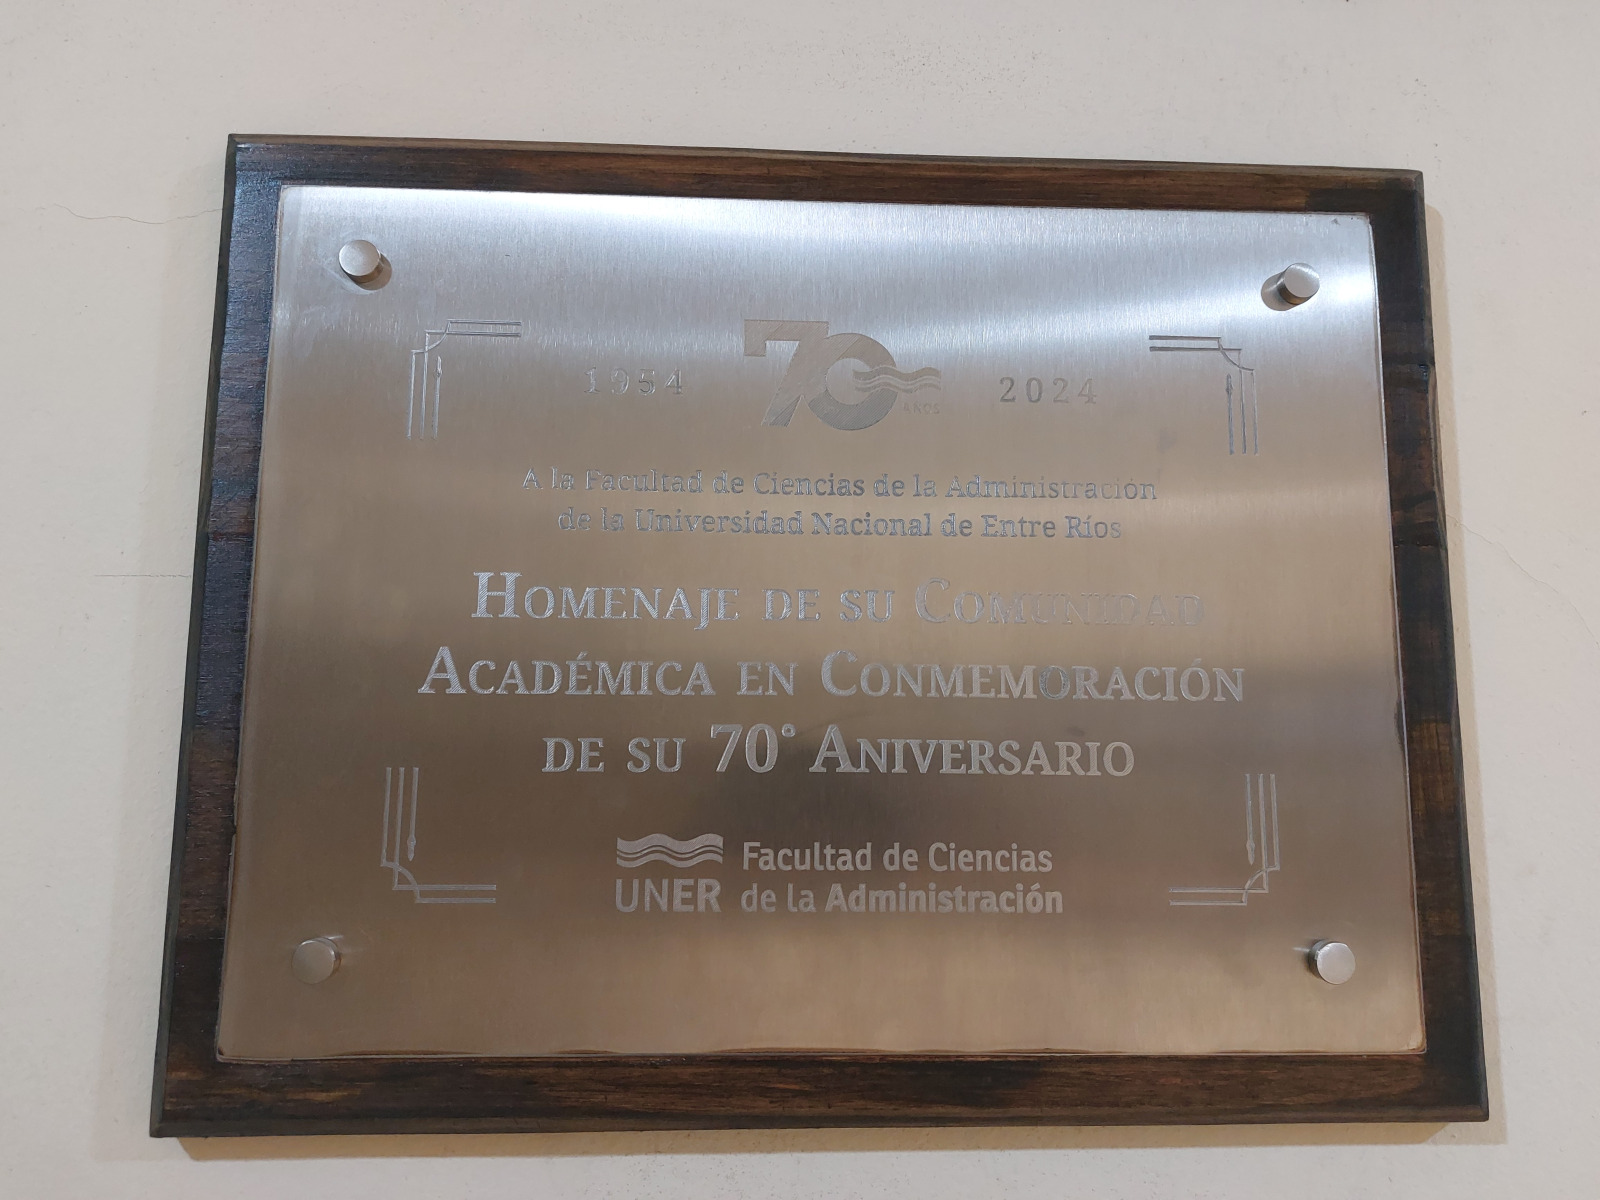 1954 70 AÑOS 2024
A la Facultad de Ciencias de la Administración
de la Universidad Nacional de Entre Ríos
HOMENAJE DE SU COMUNIDAD
ACADÉMICA EN CONMEMORACIÓN
DE SU 70° ANIVERSARIO
UNER Facultad de Ciencias
de la Administración